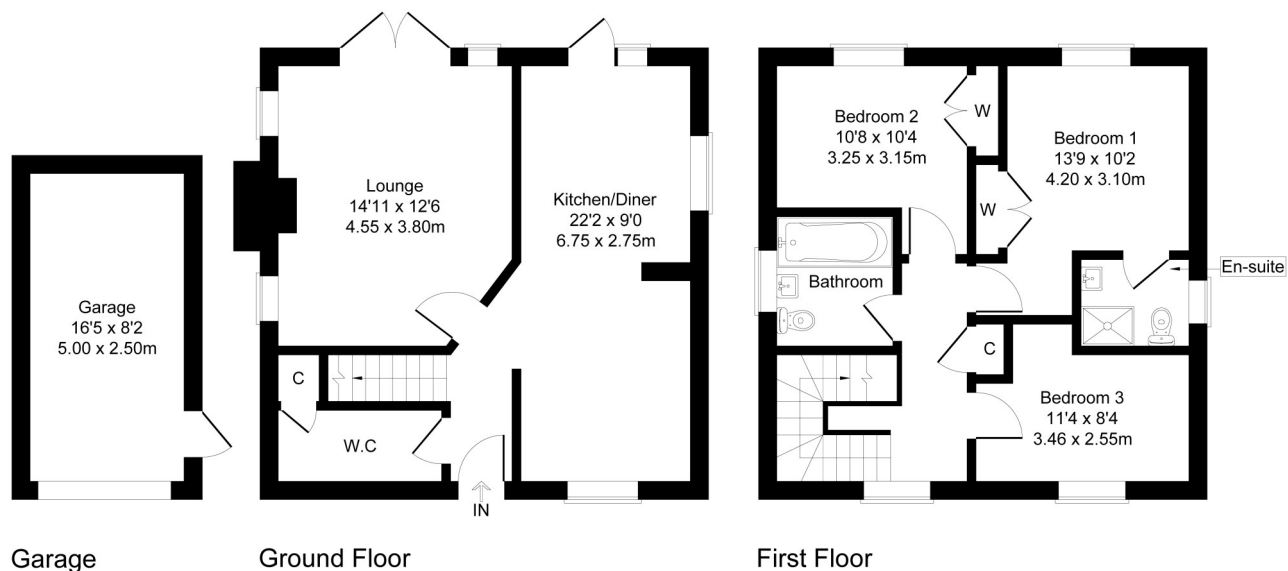 Garage
16'5 x 8'2
5.00 x 2.50m
Garage
Lounge
14'11 x 12'6
4.55 x 3.80m
Kitchen/Diner
22'2 x 9'0
6.75 x 2.75m
C
W.C
IN
Ground Floor
Bedroom 2
10'8 x 10'4
3.25 x 3.15m
W
Bedroom 1
13'9 x 10'2
4.20 x 3.10m
W
En-suite
Bathroom
C
Bedroom 3
11'4 x 8'4
3.46 x 2.55m
First Floor